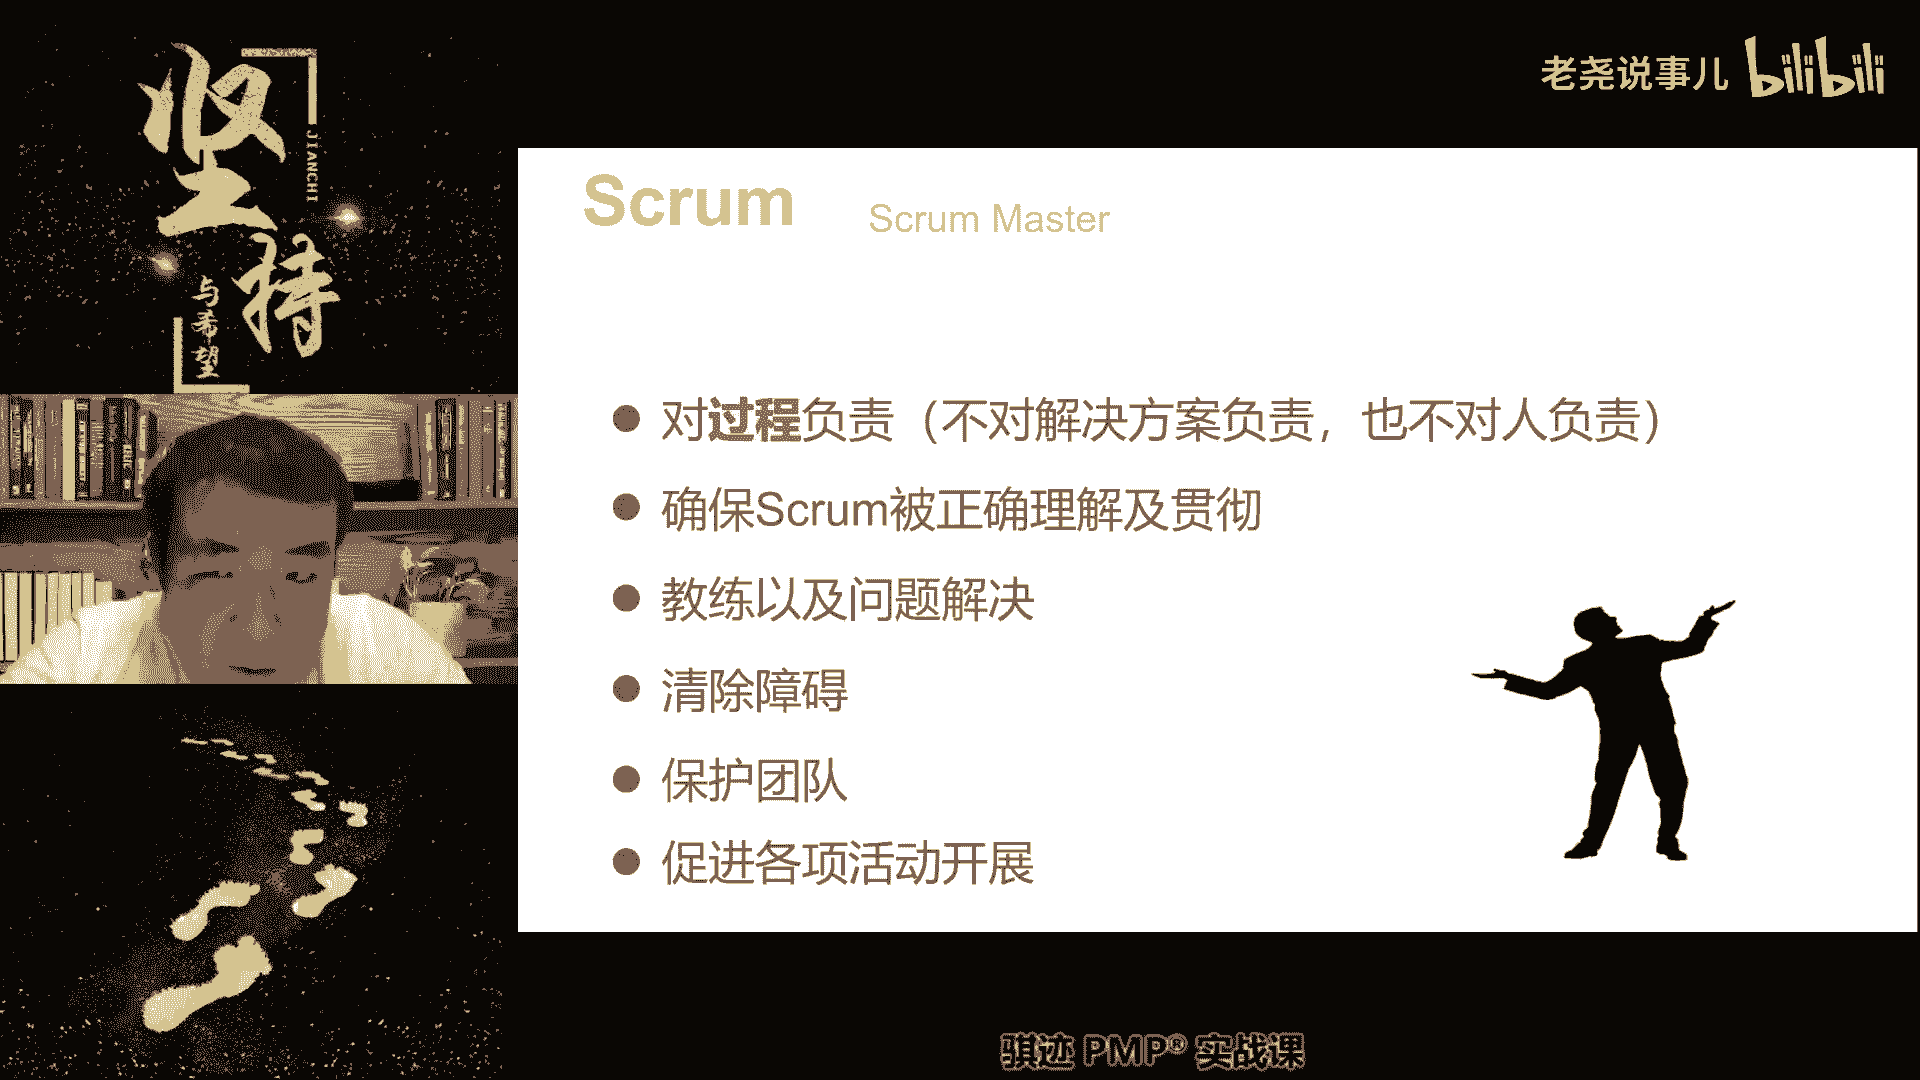 坚持
JIANCHI
与希望
老尧说事儿 bilibili
Scrum Scrum Master
对过程负责（不对解决方案负责，也不对人负责）
确保Scrum被正确理解及贯彻
教练以及问题解决
清除障碍
保护团队
促进各项活动开展
骐迹 PMP® 实战课